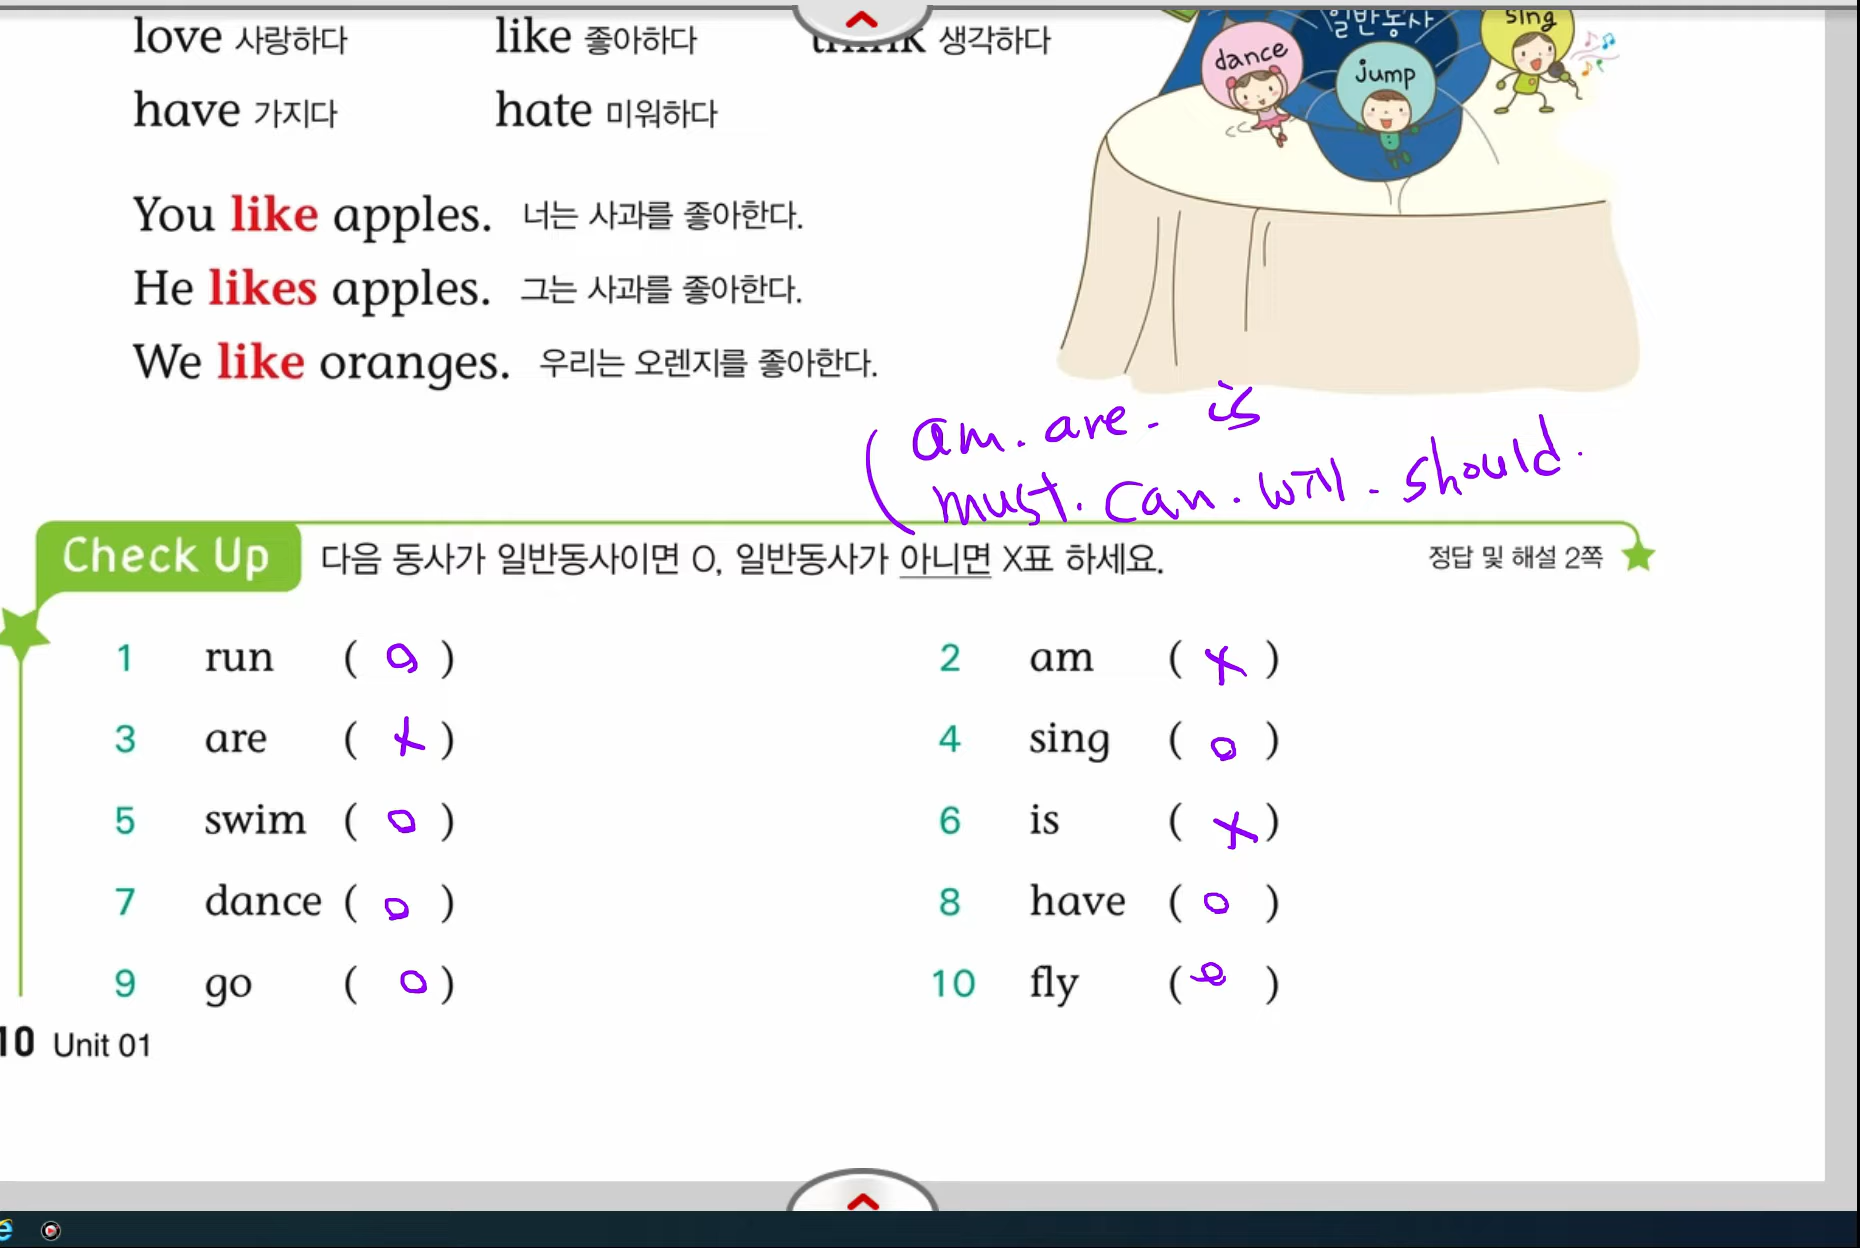 love 사랑하다 like 좋아하다 think 생각하다
have 가지다 hate 미워하다
일반동사
sing
dance
jump
You like apples. 너는 사과를 좋아한다.
He likes apples. 그는 사과를 좋아한다.
We like oranges. 우리는 오렌지를 좋아한다.
am. are. is
must. can. will. should.
Check Up 다음 동사가 일반동사이면 O, 일반동사가 아니면 X표 하세요. 정답 및 해설 2쪽
1 run ( o ) 2 am ( x )
3 are ( x ) 4 sing ( o )
5 swim ( o ) 6 is ( x )
7 dance ( o ) 8 have ( o )
9 go ( o ) 10 fly ( o )
10 Unit 01